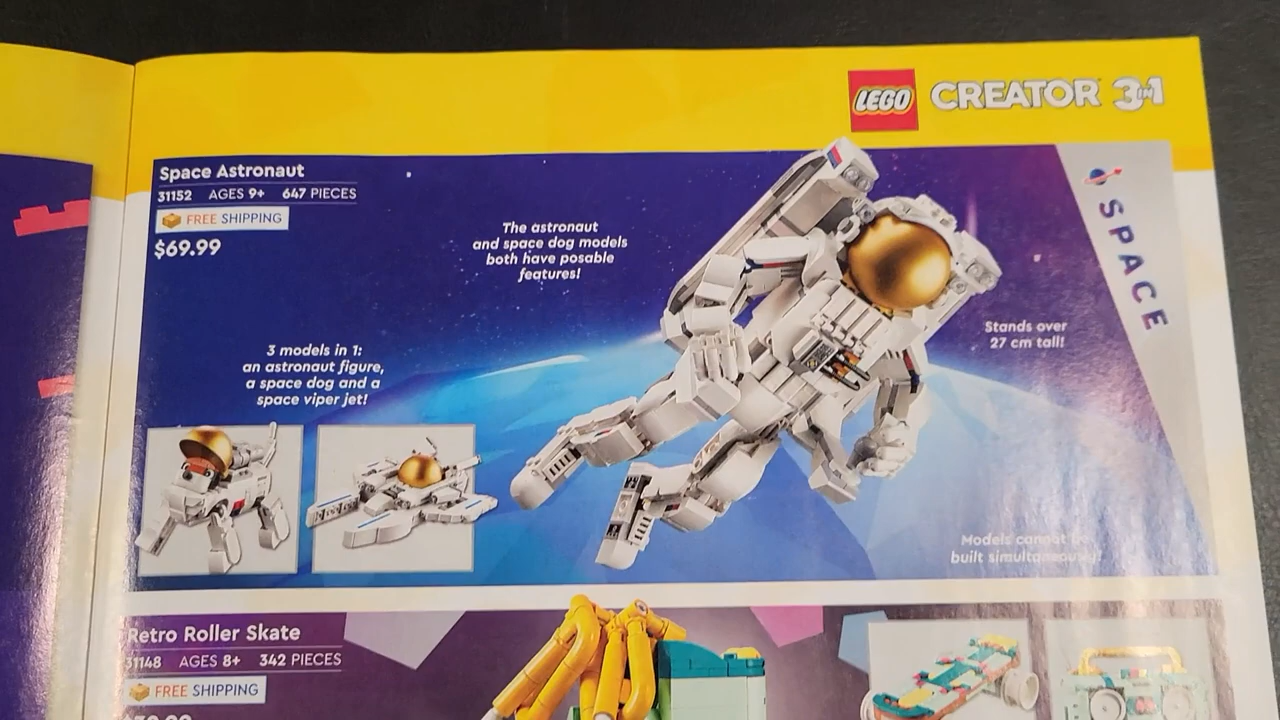 LEGO CREATOR 3IN1
Space Astronaut
31152 AGES 9+ 647 PIECES
FREE SHIPPING
$69.99
The astronaut
and space dog models
both have posable
features!
3 models in 1:
an astronaut figure,
a space dog and a
space viper jet!
SPACE
Stands over
27 cm tall!
Models cannot be
built simultaneously!
Retro Roller Skate
31148 AGES 8+ 342 PIECES
FREE SHIPPING